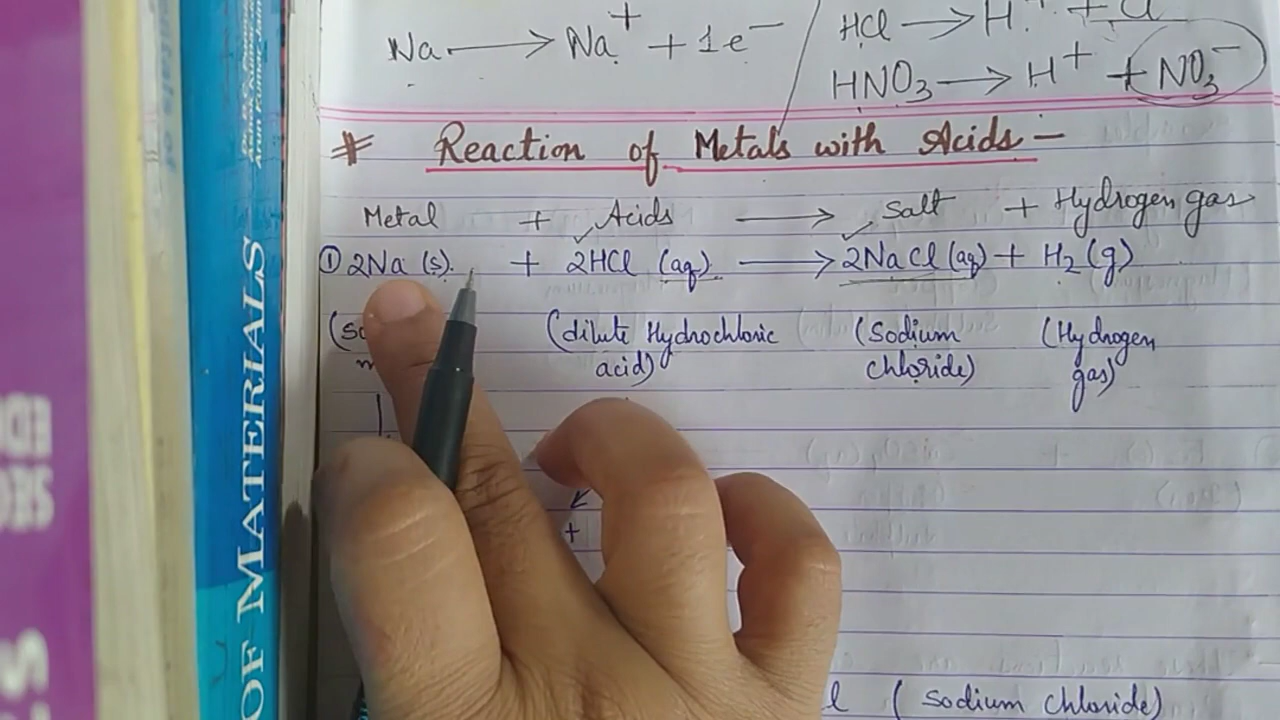 Na → Na⁺ + 1e⁻
HCl → H⁺ + Cl
HNO₃ → H⁺ + NO₃⁻
* Reaction of Metals with Acids :-
Metal + Acids → Salt + Hydrogen gas
① 2Na (s) + 2HCl (aq) → 2NaCl (aq) + H₂ (g)
(dilute Hydrochloric acid)
(Sodium chloride)
(Hydrogen gas)
+
(sodium chloride)
OF MATERIALS